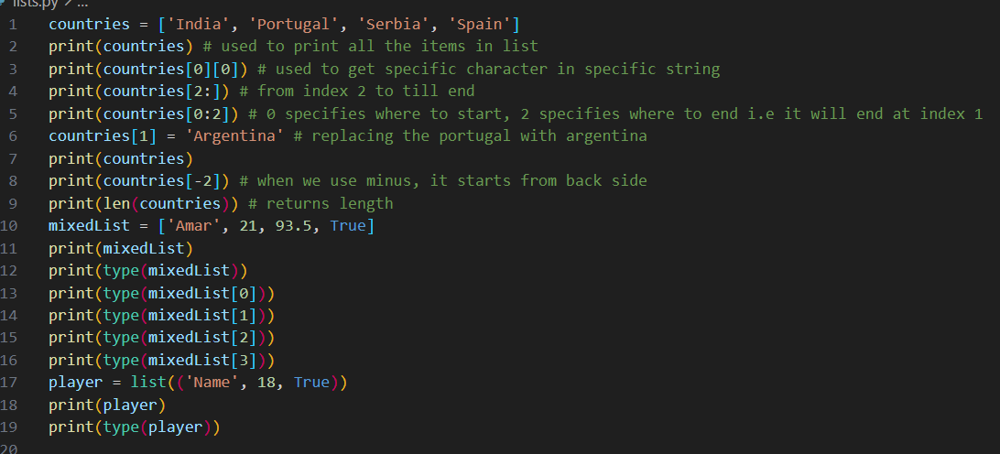 lists.py > ...
1 countries = ['India', 'Portugal', 'Serbia', 'Spain']
2 print(countries) # used to print all the items in list
3 print(countries[0][0]) # used to get specific character in specific string
4 print(countries[2:]) # from index 2 to till end
5 print(countries[0:2]) # 0 specifies where to start, 2 specifies where to end i.e it will end at index 1
6 countries[1] = 'Argentina' # replacing the portugal with argentina
7 print(countries)
8 print(countries[-2]) # when we use minus, it starts from back side
9 print(len(countries)) # returns length
10 mixedList = ['Amar', 21, 93.5, True]
11 print(mixedList)
12 print(type(mixedList))
13 print(type(mixedList[0]))
14 print(type(mixedList[1]))
15 print(type(mixedList[2]))
16 print(type(mixedList[3]))
17 player = list(('Name', 18, True))
18 print(player)
19 print(type(player))
20